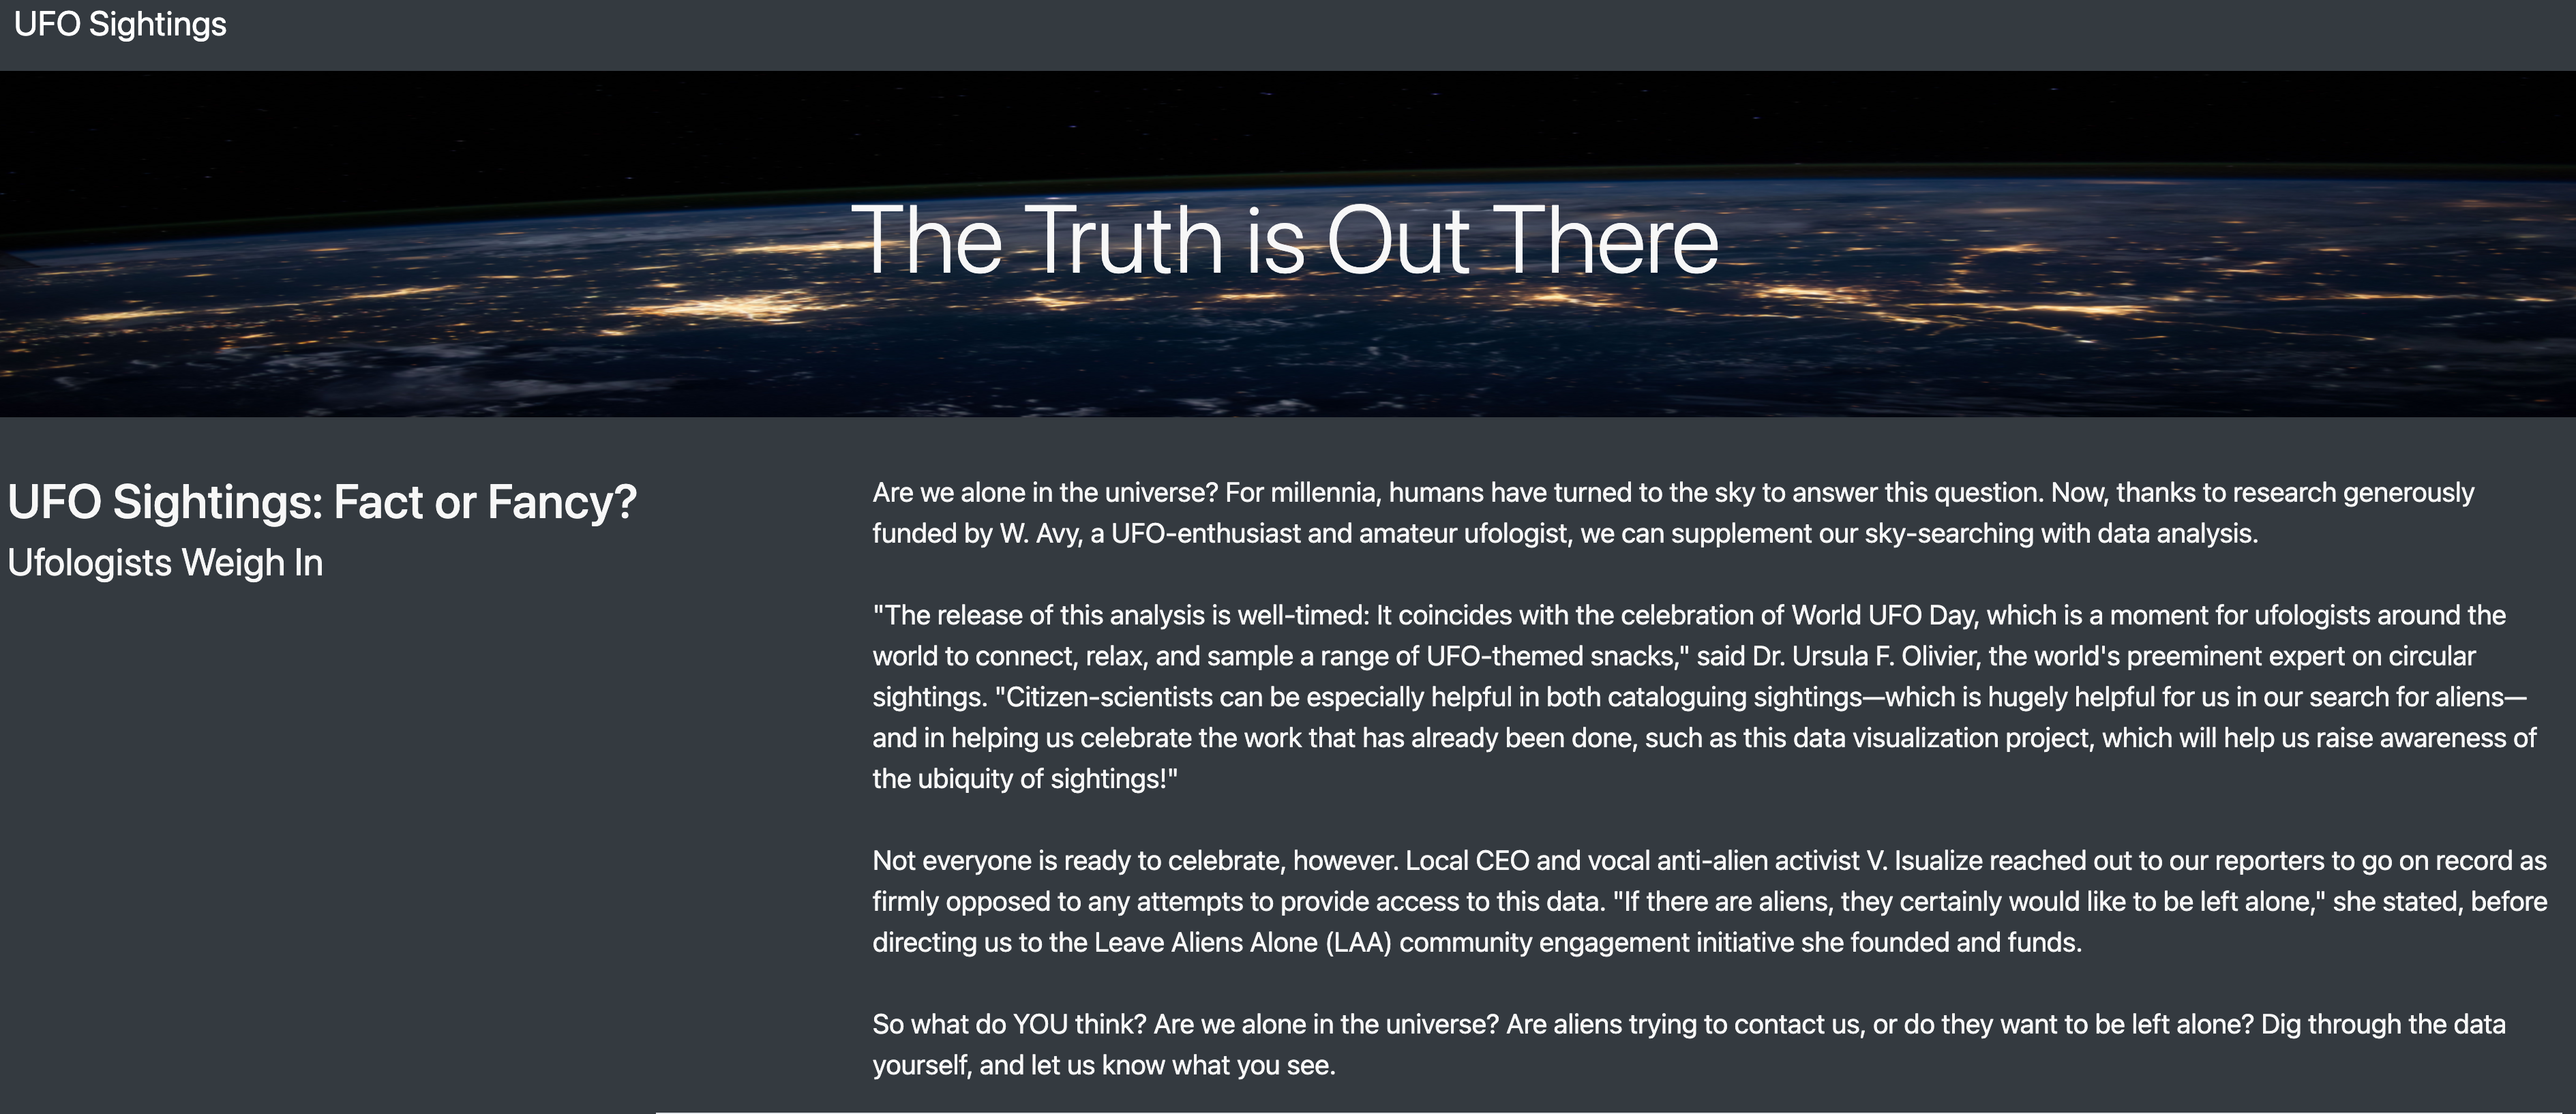 UFO Sightings
The Truth is Out There
UFO Sightings: Fact or Fancy?
Ufologists Weigh In
Are we alone in the universe? For millennia, humans have turned to the sky to answer this question. Now, thanks to research generously
funded by W. Avy, a UFO-enthusiast and amateur ufologist, we can supplement our sky-searching with data analysis.
"The release of this analysis is well-timed: It coincides with the celebration of World UFO Day, which is a moment for ufologists around the
world to connect, relax, and sample a range of UFO-themed snacks," said Dr. Ursula F. Olivier, the world's preeminent expert on circular
sightings. "Citizen-scientists can be especially helpful in both cataloguing sightings—which is hugely helpful for us in our search for aliens—
and in helping us celebrate the work that has already been done, such as this data visualization project, which will help us raise awareness of
the ubiquity of sightings!"
Not everyone is ready to celebrate, however. Local CEO and vocal anti-alien activist V. Isualize reached out to our reporters to go on record as
firmly opposed to any attempts to provide access to this data. "If there are aliens, they certainly would like to be left alone," she stated, before
directing us to the Leave Aliens Alone (LAA) community engagement initiative she founded and funds.
So what do YOU think? Are we alone in the universe? Are aliens trying to contact us, or do they want to be left alone? Dig through the data
yourself, and let us know what you see.